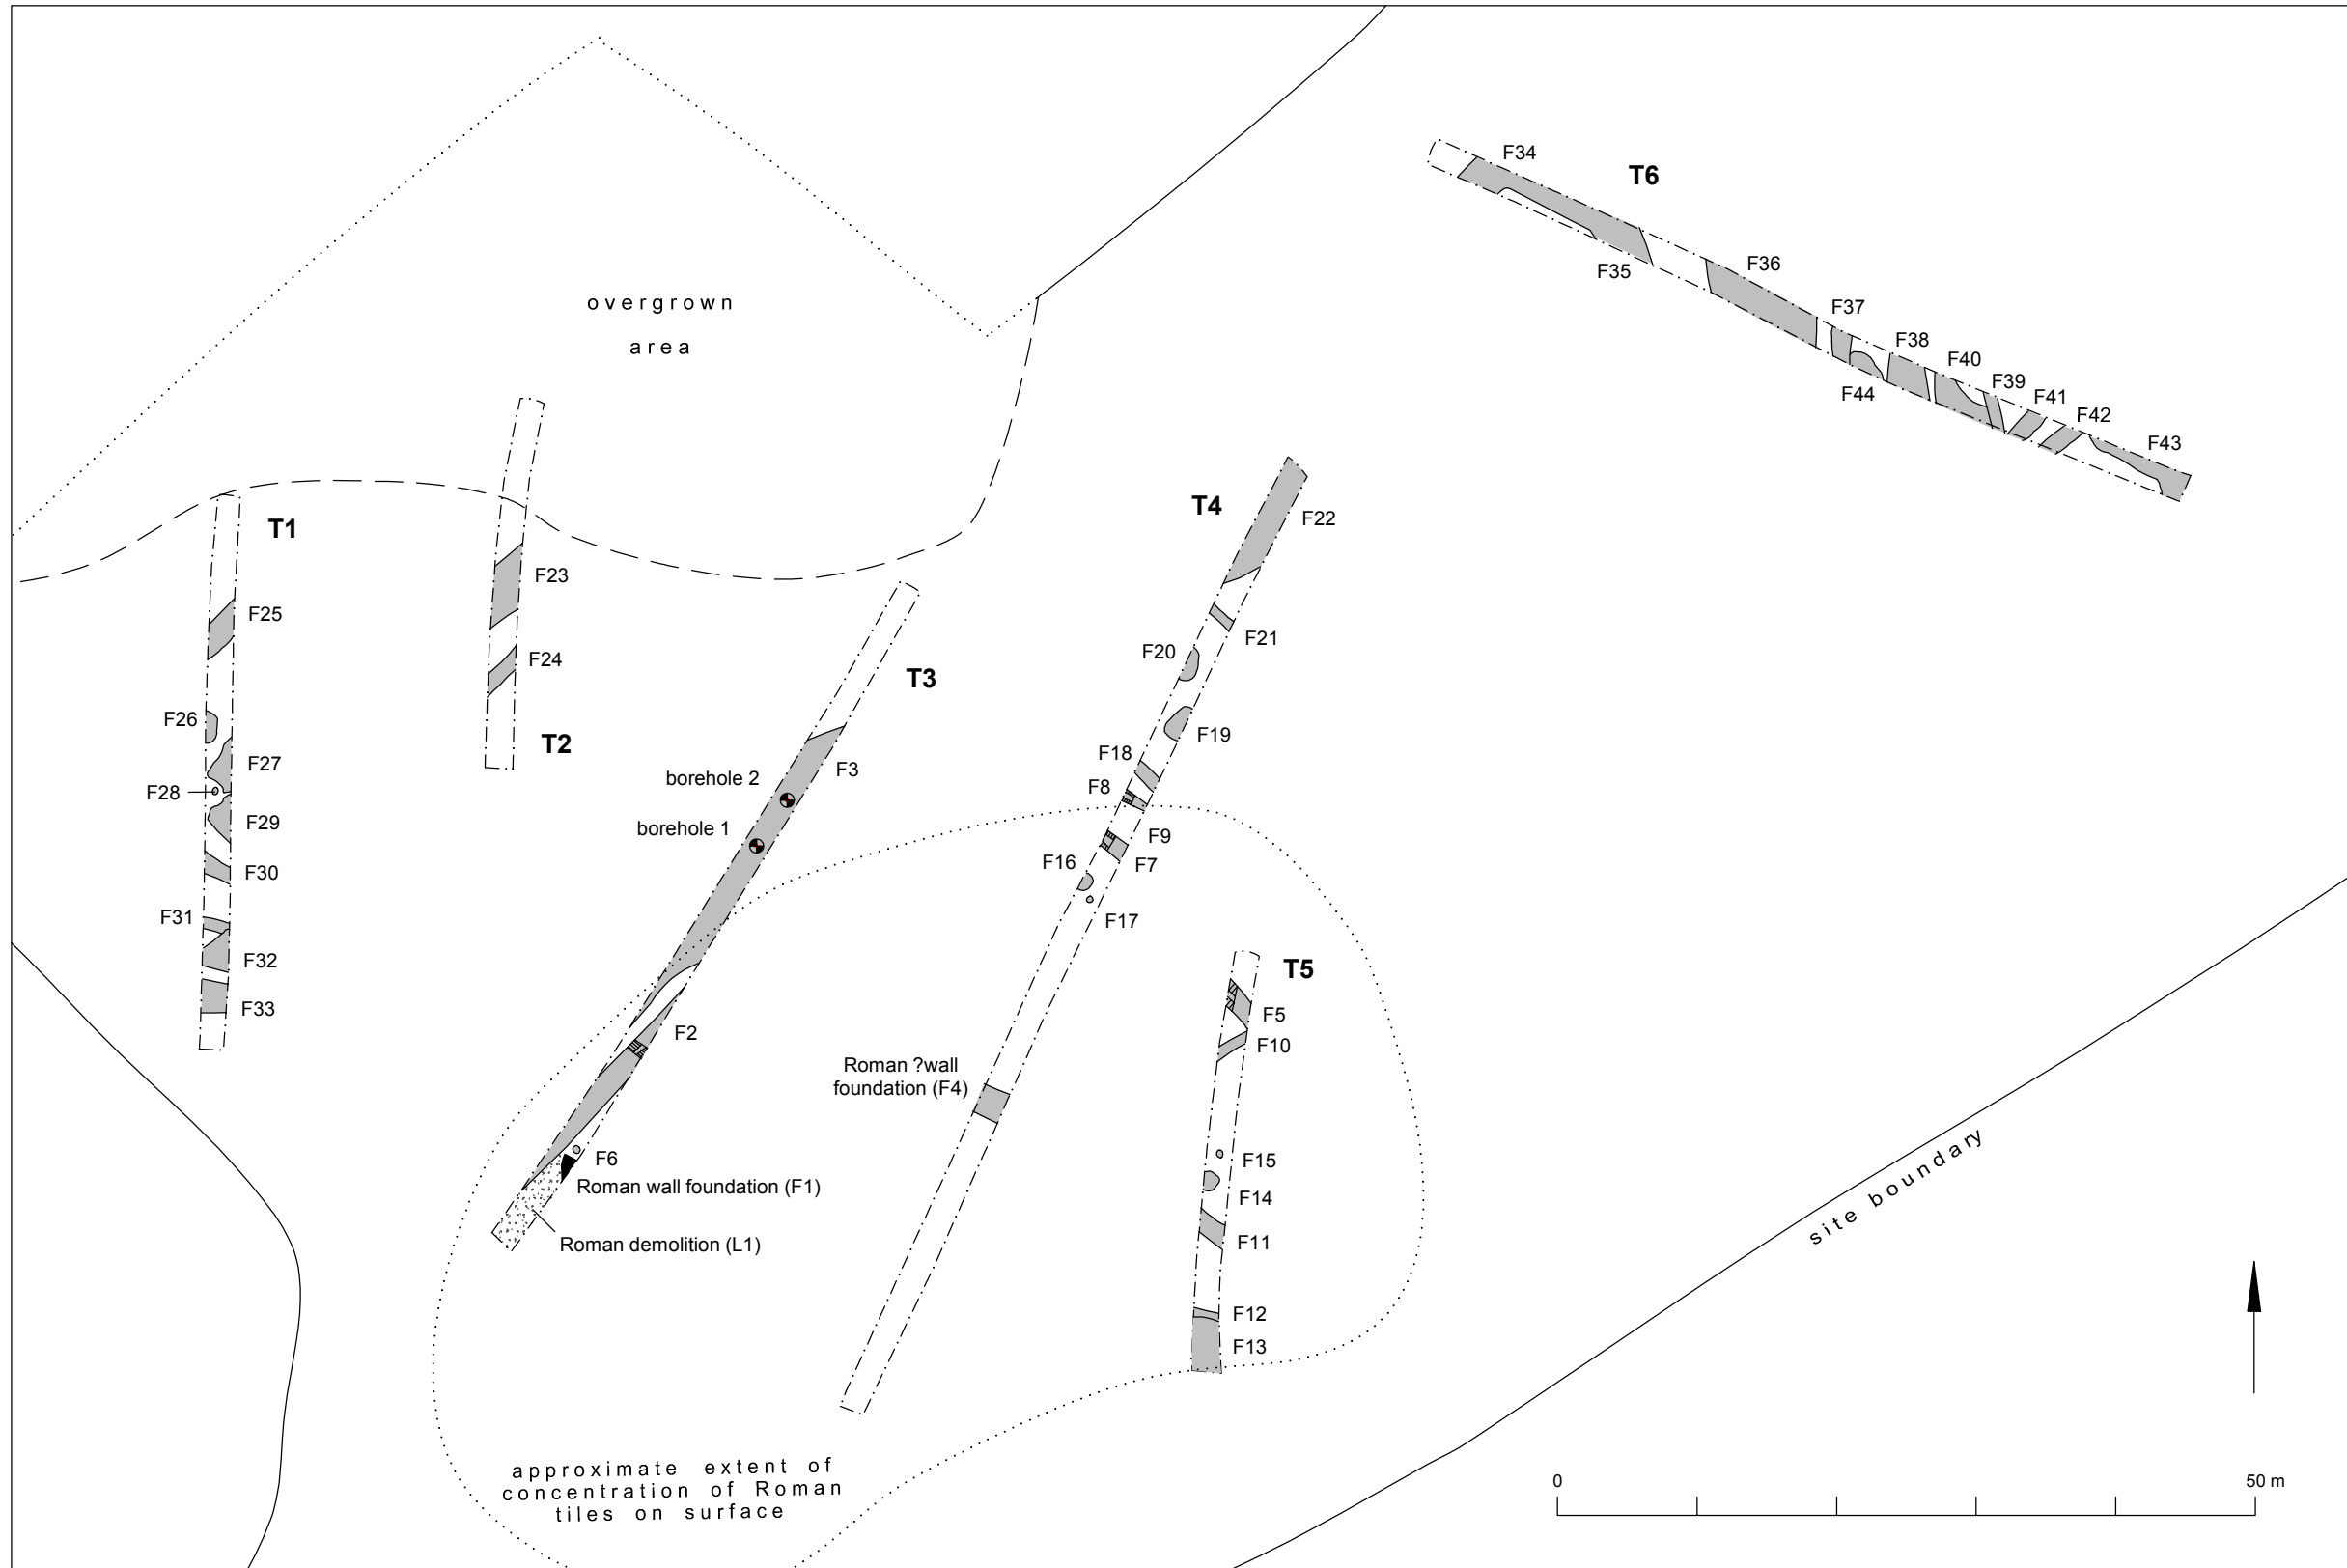 F34
T6
F35
F36
F37
F38
F40
F39
F41
F42
F43
F44
overgrown
area
T1
F25
F26
F27
F28
F29
F30
F31
F32
F33
F23
F24
T2
T3
borehole 2
F3
borehole 1
F2
F6
Roman wall foundation (F1)
Roman demolition (L1)
T4
F22
F21
F20
F19
F18
F8
F9
F7
F16
F17
Roman ?wall
foundation (F4)
T5
F5
F10
F15
F14
F11
F12
F13
site boundary
approximate extent of
concentration of Roman
tiles on surface
0
50 m